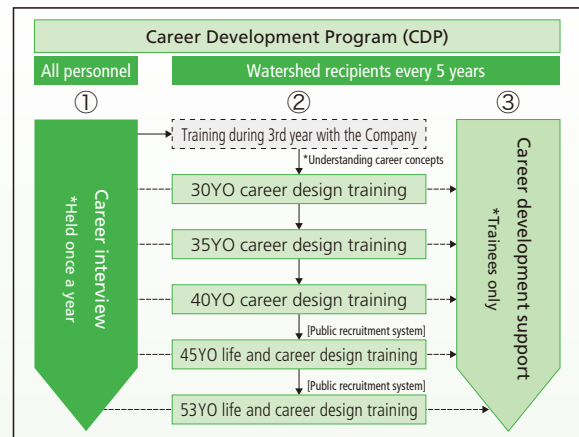 Career Development Program (CDP)
All personnel
Watershed recipients every 5 years
①
②
③
Career interview
*Held once a year
Training during 3rd year with the Company
*Understanding career concepts
30YO career design training
35YO career design training
40YO career design training
[Public recruitment system]
45YO life and career design training
[Public recruitment system]
53YO life and career design training
Career development support
*Trainees only